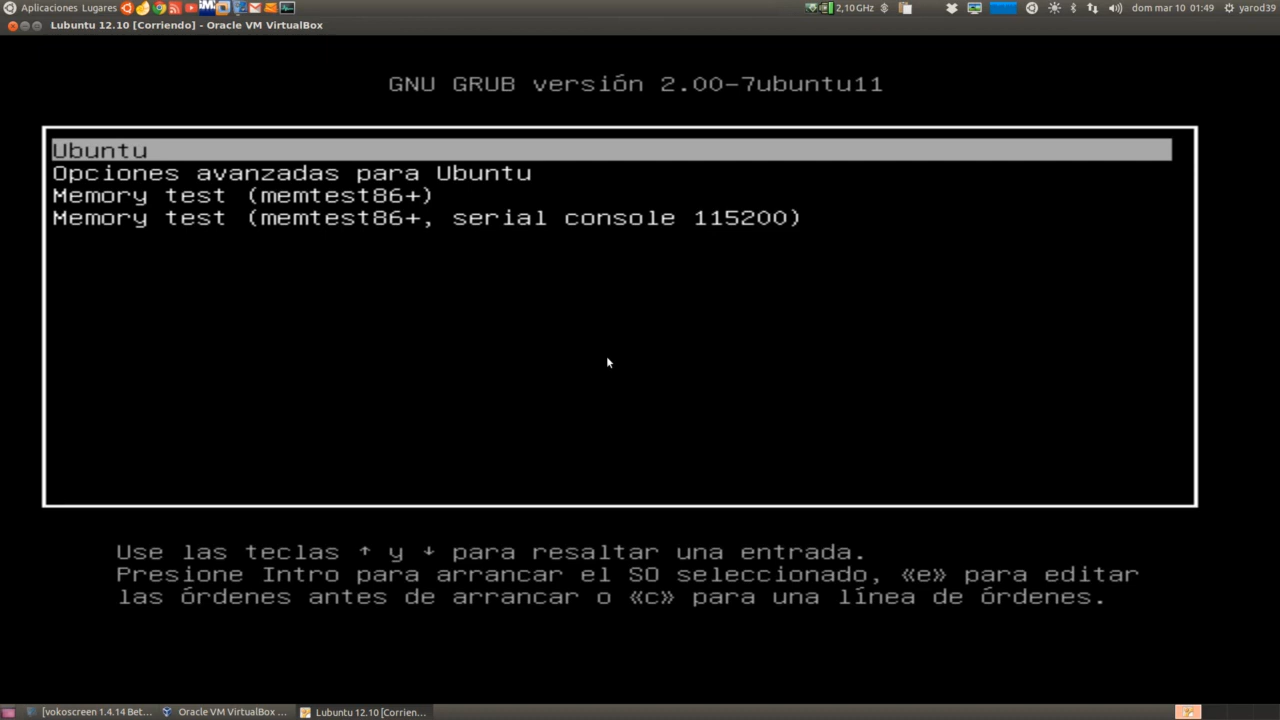 Aplicaciones Lugares 2,10GHz dom mar 10 01:49 yarod39
Lubuntu 12.10 [Corriendo] - Oracle VM VirtualBox
GNU GRUB versión 2.00-7ubuntu11
Ubuntu
Opciones avanzadas para Ubuntu
Memory test (memtest86+)
Memory test (memtest86+, serial console 115200)
Use las teclas ↑ y ↓ para resaltar una entrada.
Presione Intro para arrancar el SO seleccionado, «e» para editar
las órdenes antes de arrancar o «c» para una línea de órdenes.
[vokoscreen 1.4.14 Bet... Oracle VM VirtualBox ... Lubuntu 12.10 [Corrien...